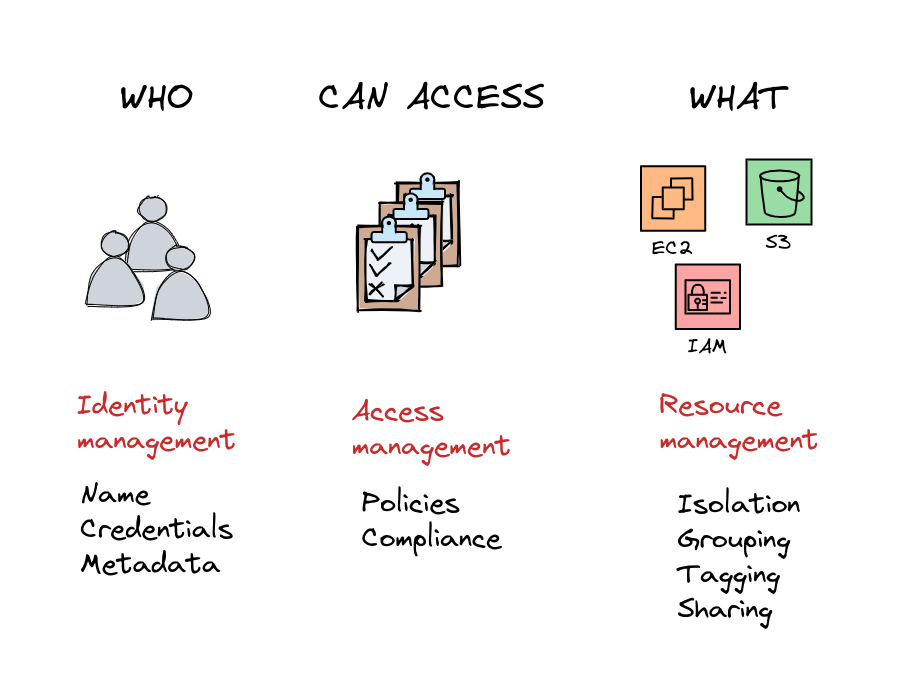 WHO
CAN ACCESS
WHAT
EC2
S3
IAM
Identity
management
Name
Credentials
Metadata
Access
management
Policies
Compliance
Resource
management
Isolation
Grouping
Tagging
Sharing